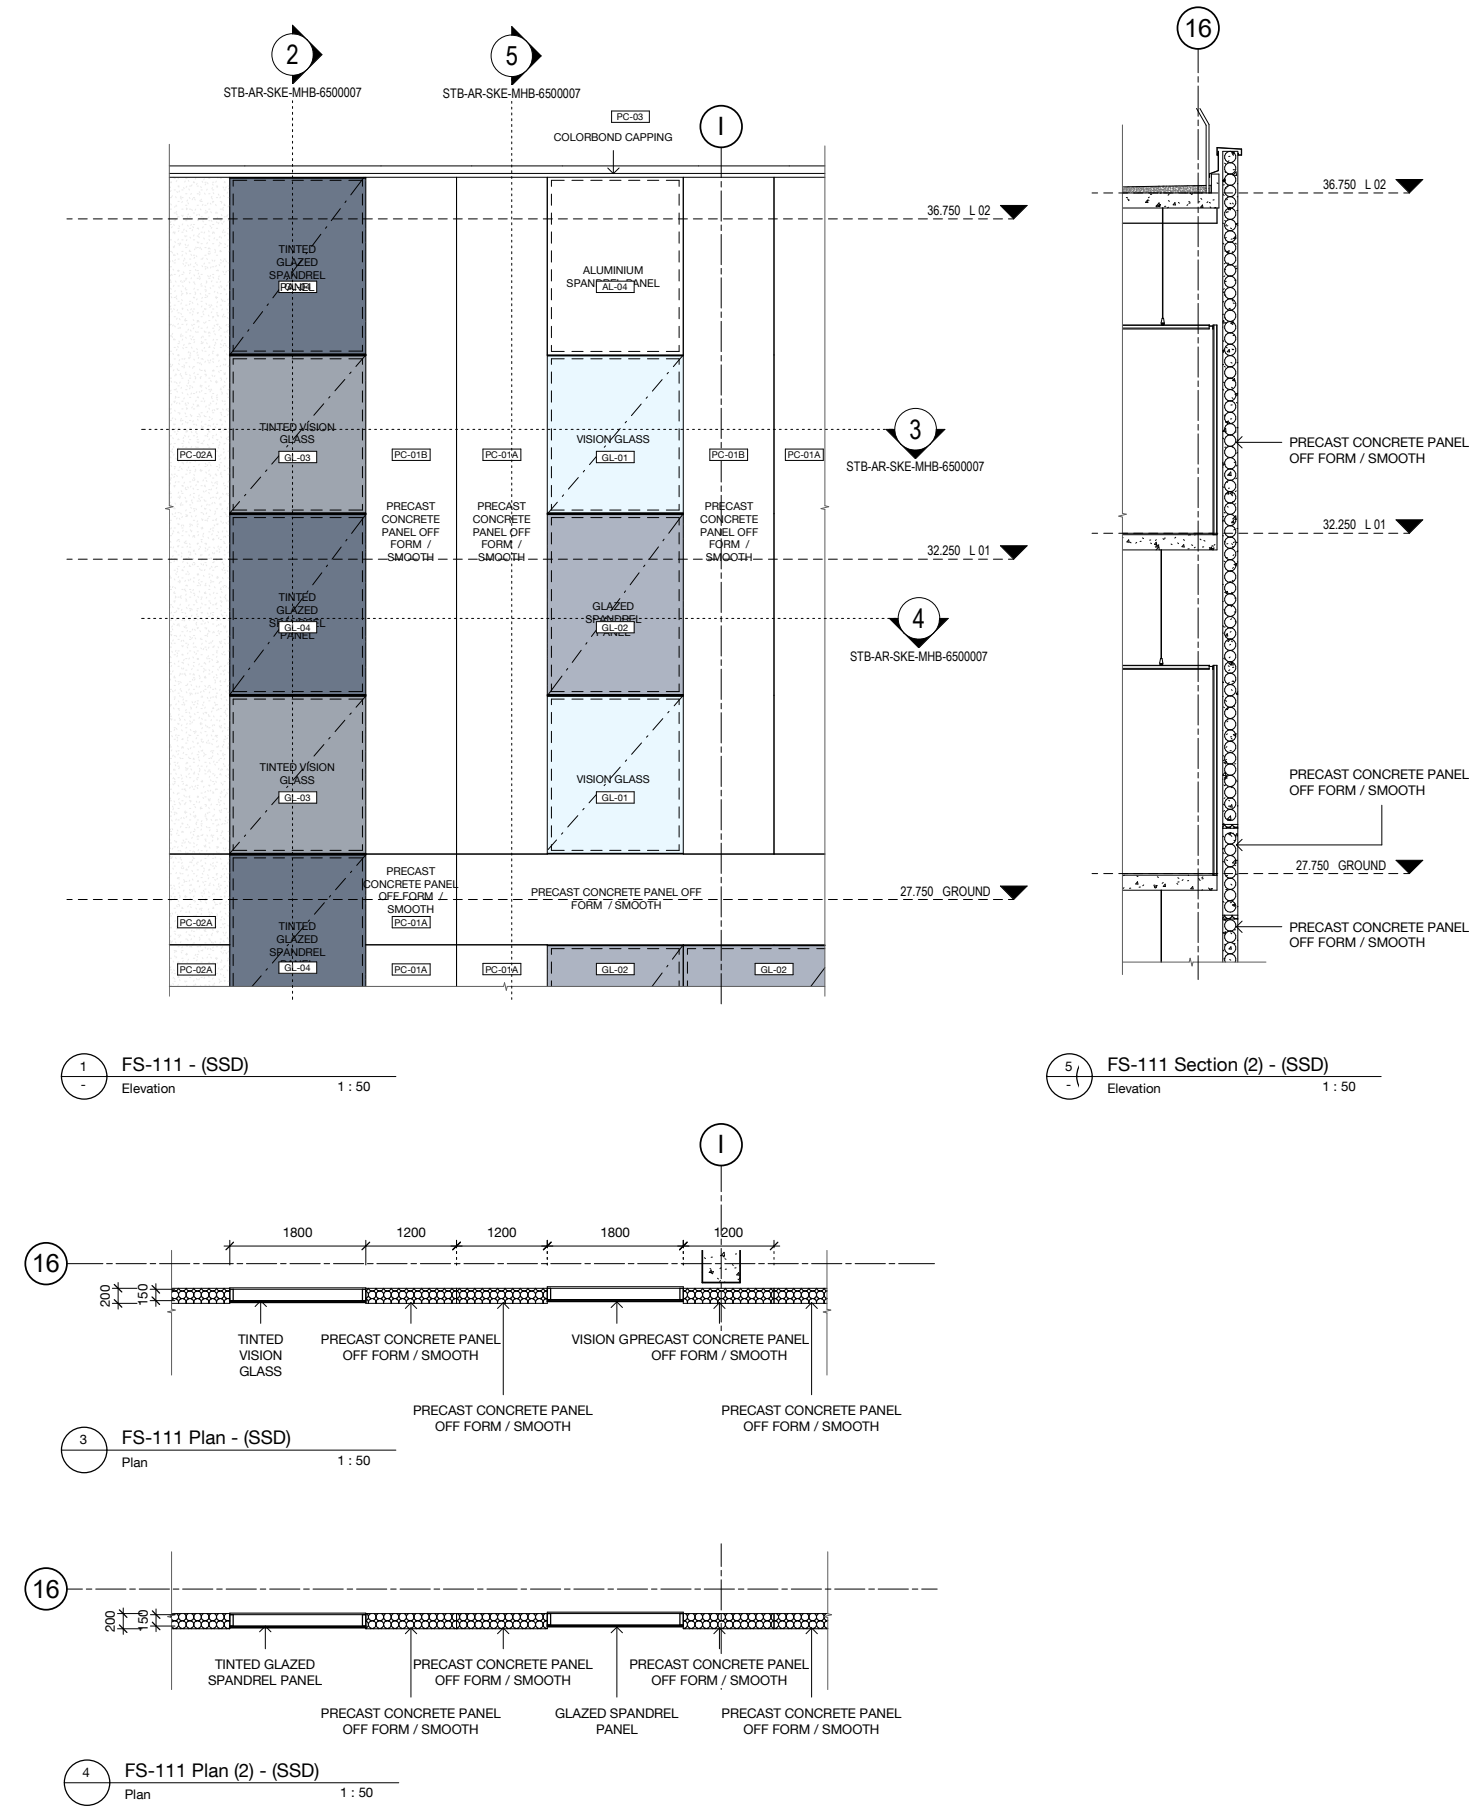 2
5
16
STB-AR-SKE-MHB-6500007
STB-AR-SKE-MHB-6500007
PC-03
COLORBOND CAPPING
I
36.750 L 02
36.750 L 02
TINTED
GLAZED
SPANDREL
PANEL
ALUMINIUM
SPANDREL PANEL
AL-04
3
STB-AR-SKE-MHB-6500007
TINTED VISION
GLASS
GL-03
VISION GLASS
GL-01
PC-02A
PC-01B
PC-01A
PC-01B
PC-01A
PRECAST CONCRETE PANEL
OFF FORM / SMOOTH
PRECAST
CONCRETE
PANEL OFF
FORM /
SMOOTH
PRECAST
CONCRETE
PANEL OFF
FORM /
SMOOTH
PRECAST
CONCRETE
PANEL OFF
FORM /
SMOOTH
32.250 L 01
32.250 L 01
TINTED
GLAZED
SPANDREL
PANEL
GL-04
GLAZED
SPANDREL
PANEL
GL-02
4
STB-AR-SKE-MHB-6500007
TINTED VISION
GLASS
GL-03
VISION GLASS
GL-01
PRECAST CONCRETE PANEL
OFF FORM / SMOOTH
PRECAST
CONCRETE PANEL
OFF FORM /
SMOOTH
PC-01A
PRECAST CONCRETE PANEL OFF
FORM / SMOOTH
27.750 GROUND
27.750 GROUND
PC-02A
TINTED
GLAZED
SPANDREL
PANEL
GL-04
PRECAST CONCRETE PANEL
OFF FORM / SMOOTH
PC-02A
PC-01A
PC-01A
GL-02
GL-02
1
-
FS-111 - (SSD)
Elevation 1 : 50
5
-
FS-111 Section (2) - (SSD)
Elevation 1 : 50
I
16
1800 1200 1200 1800 1200
200
150
TINTED
VISION
GLASS
PRECAST CONCRETE PANEL
OFF FORM / SMOOTH
VISION G
PRECAST CONCRETE PANEL
OFF FORM / SMOOTH
PRECAST CONCRETE PANEL
OFF FORM / SMOOTH
PRECAST CONCRETE PANEL
OFF FORM / SMOOTH
3
FS-111 Plan - (SSD)
Plan 1 : 50
16
200
150
TINTED GLAZED
SPANDREL PANEL
PRECAST CONCRETE PANEL
OFF FORM / SMOOTH
PRECAST CONCRETE PANEL
OFF FORM / SMOOTH
PRECAST CONCRETE PANEL
OFF FORM / SMOOTH
GLAZED SPANDREL
PANEL
PRECAST CONCRETE PANEL
OFF FORM / SMOOTH
4
FS-111 Plan (2) - (SSD)
Plan 1 : 50